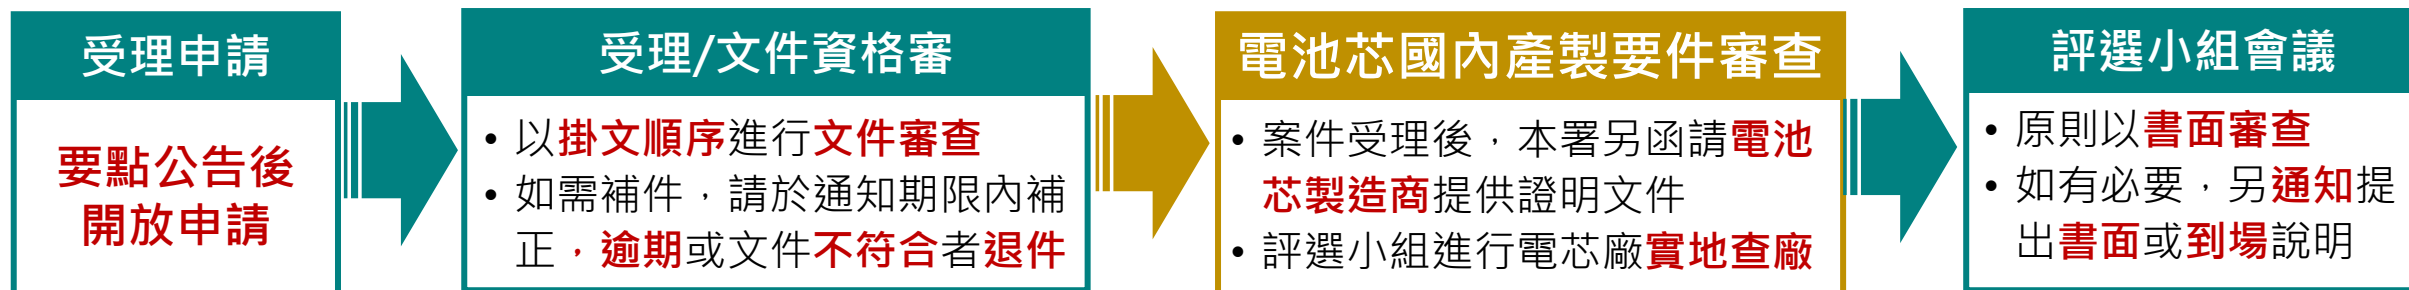 受理申請
要點公告後
開放申請
受理/文件資格審
• 以掛文順序進行文件審查
• 如需補件，請於通知期限內補
正，逾期或文件不符合者退件
電池芯國內產製要件審查
• 案件受理後，本署另函請電池
芯製造商提供證明文件
• 評選小組進行電芯廠實地查廠
評選小組會議
• 原則以書面審查
• 如有必要，另通知提
出書面或到場說明